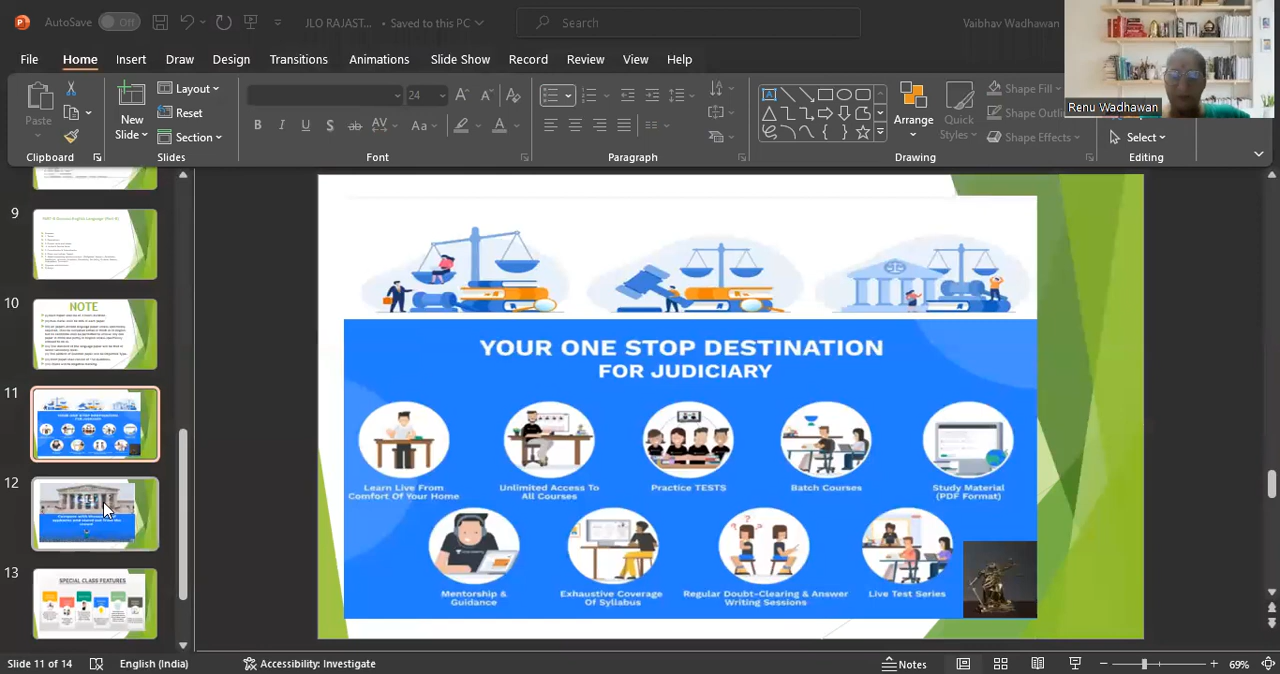 AutoSave Off JLO RAJAST... • Saved to this PC Search Vaibhav Wadhawan
File Home Insert Draw Design Transitions Animations Slide Show Record Review View Help
Paste
New
Slide
Layout
Reset
Section
24
Aa
Arrange
Quick
Styles
Shape Fill
Shape Outli
Shape Effects
Renu Wadhawan
Select
Clipboard Slides Font Paragraph Drawing Editing
9
10
NOTE
11
12
13
SPECIAL CLASS FEATURES
YOUR ONE STOP DESTINATION
FOR JUDICIARY
Learn Live From
Comfort Of Your Home
Unlimited Access To
All Courses
Practice TESTS
Batch Courses
Study Material
(PDF Format)
Mentorship &
Guidance
Exhaustive Coverage
Of Syllabus
Regular Doubt-Clearing & Answer
Writing Sessions
Live Test Series
Slide 11 of 14 English (India) Accessibility: Investigate Notes 69%